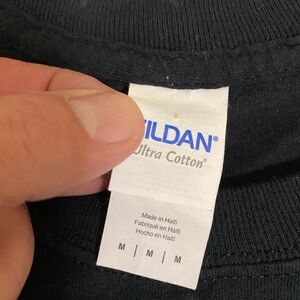 ILDAN®
Ultra Cotton®
Made in Haiti
Fabriqué en Haïti
Hecho en Haití
M | M | M